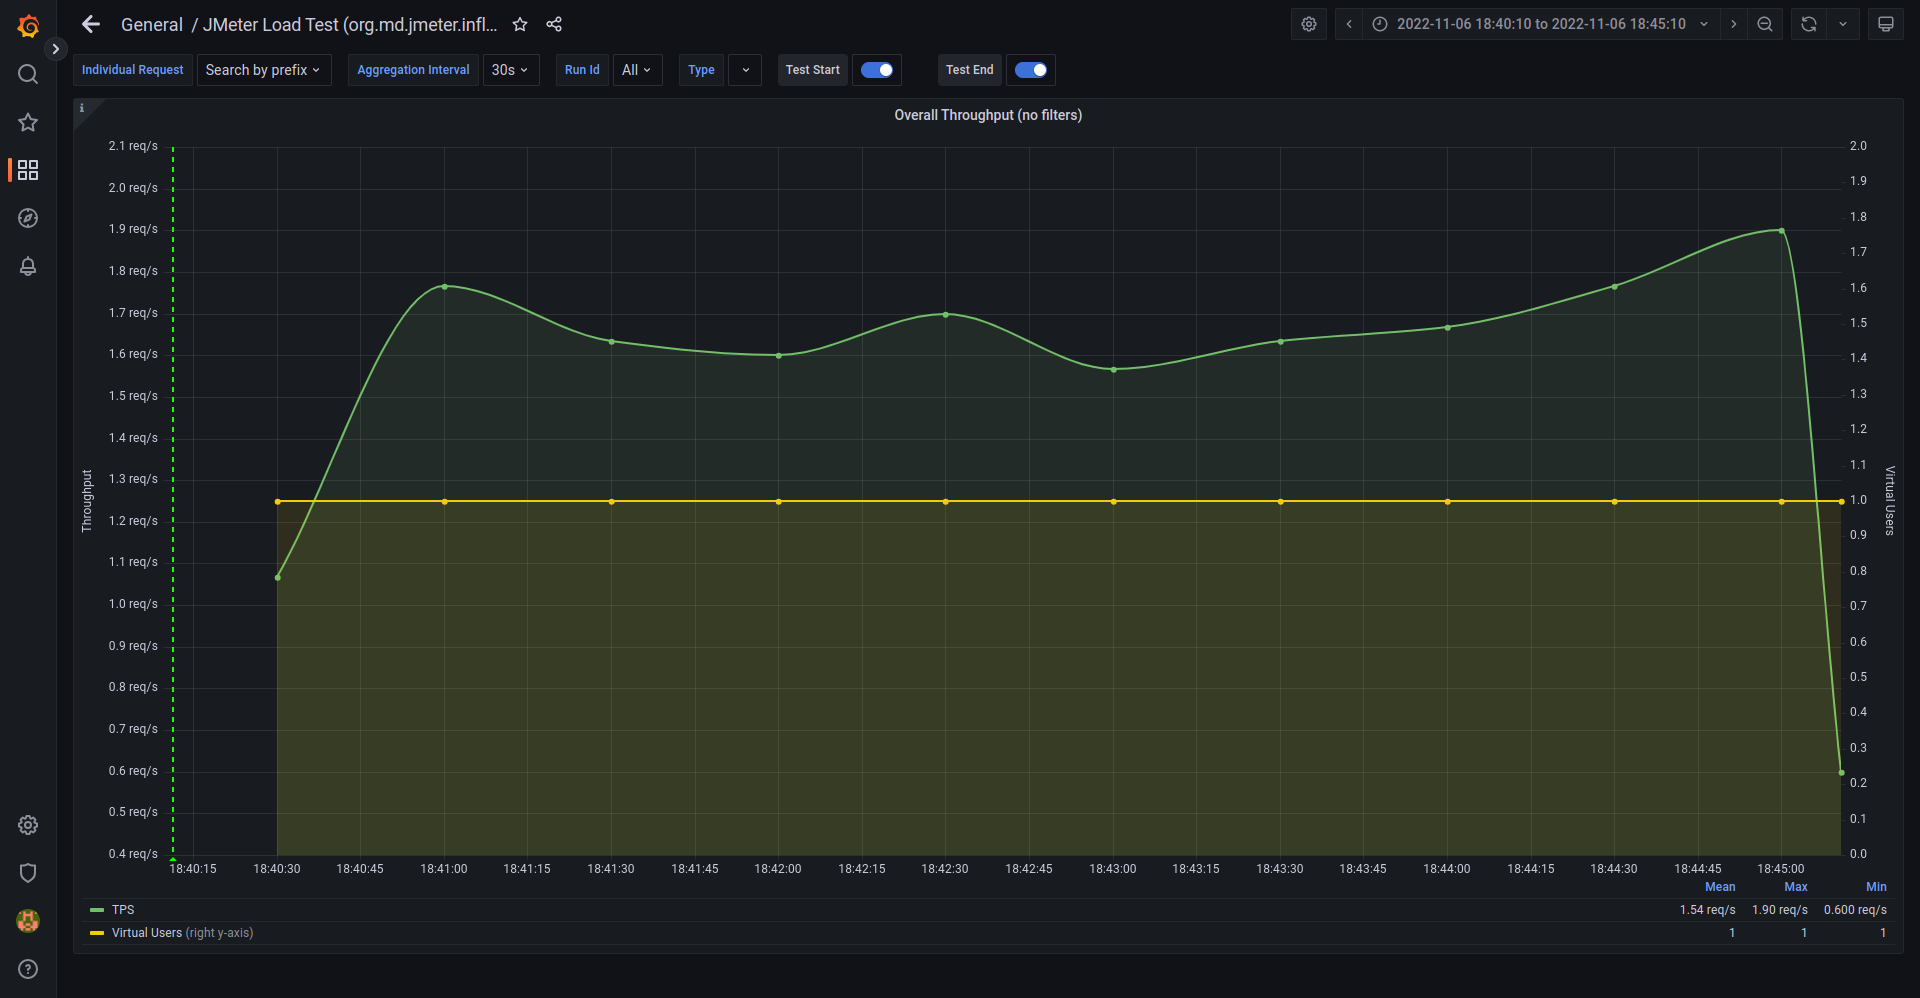 General / JMeter Load Test (org.md.jmeter.infl...
2022-11-06 18:40:10 to 2022-11-06 18:45:10
Individual Request Search by prefix Aggregation Interval 30s Run Id All Type Test Start Test End
i
Overall Throughput (no filters)
2.1 req/s
2.0 req/s
1.9 req/s
1.8 req/s
1.7 req/s
1.6 req/s
1.5 req/s
1.4 req/s
1.3 req/s
1.2 req/s
1.1 req/s
1.0 req/s
0.9 req/s
0.8 req/s
0.7 req/s
0.6 req/s
0.5 req/s
0.4 req/s
Throughput
2.0
1.9
1.8
1.7
1.6
1.5
1.4
1.3
1.2
1.1
1.0
0.9
0.8
0.7
0.6
0.5
0.4
0.3
0.2
0.1
0.0
Virtual Users
18:40:15 18:40:30 18:40:45 18:41:00 18:41:15 18:41:30 18:41:45 18:42:00 18:42:15 18:42:30 18:42:45 18:43:00 18:43:15 18:43:30 18:43:45 18:44:00 18:44:15 18:44:30 18:44:45 18:45:00
Mean Max Min
TPS 1.54 req/s 1.90 req/s 0.600 req/s
Virtual Users (right y-axis) 1 1 1